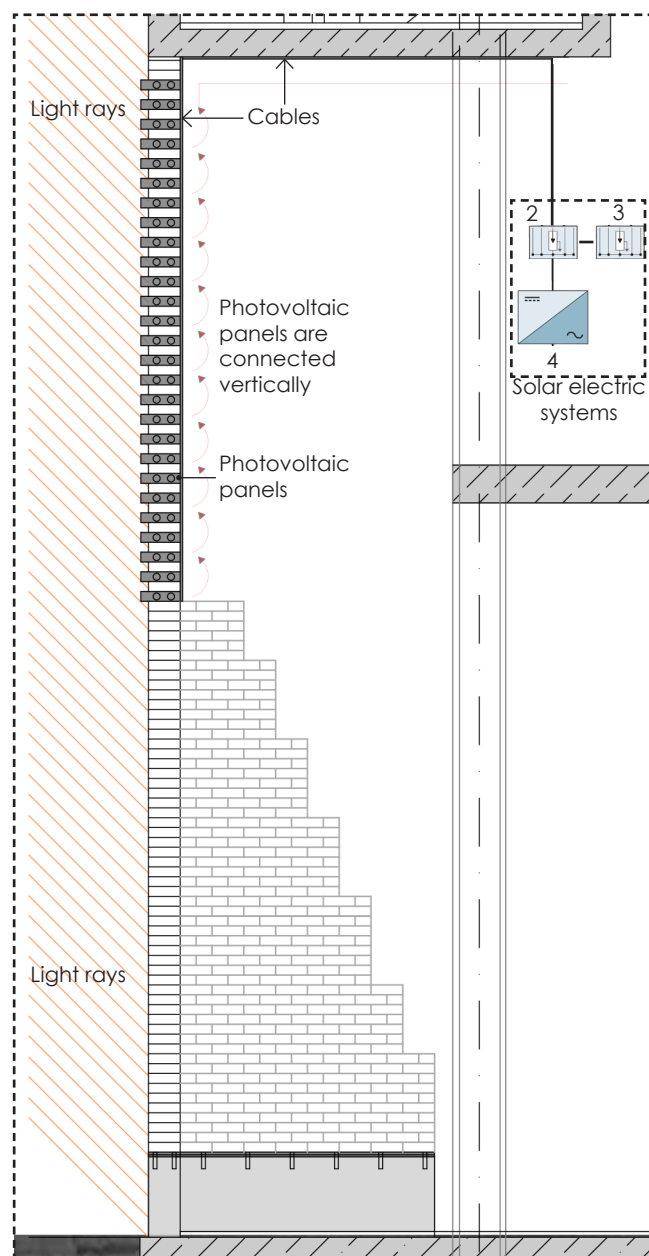 Light rays
Cables
2
3
4
Solar electric
systems
Photovoltaic
panels are
connected
vertically
Photovoltaic
panels
Light rays